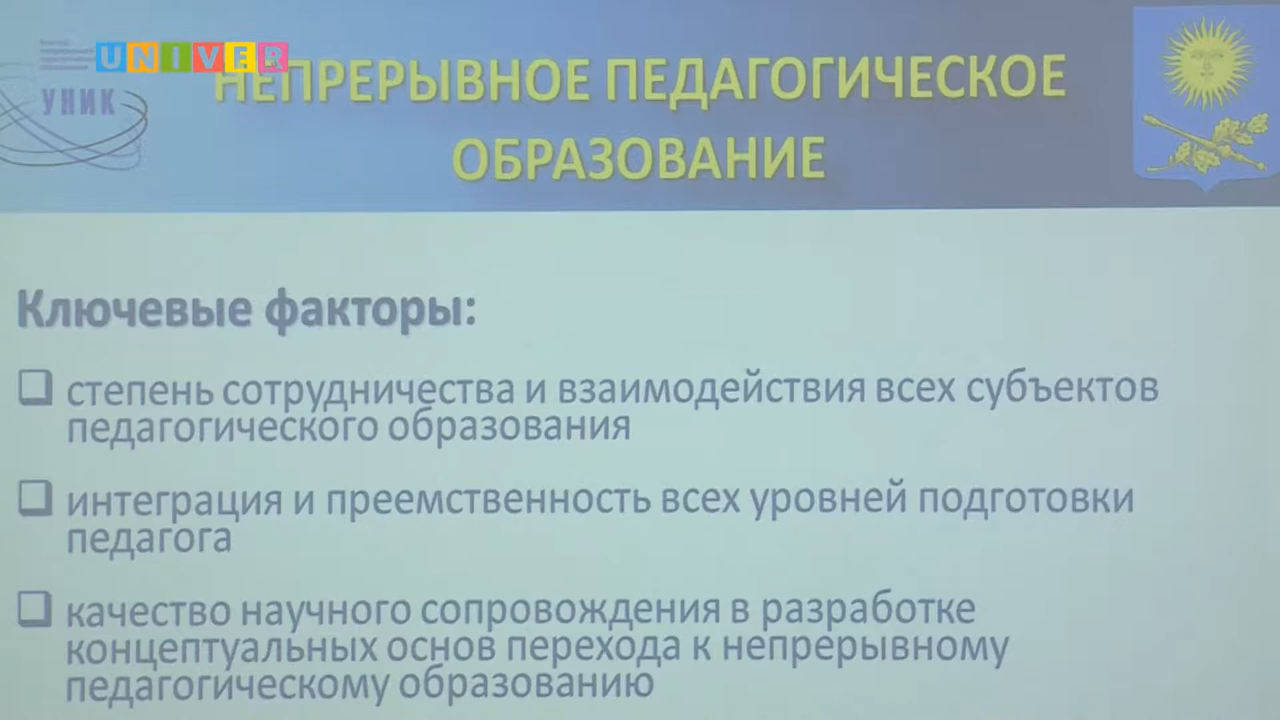 UNIVER
УНИК
НЕПРЕРЫВНОЕ ПЕДАГОГИЧЕСКОЕ
ОБРАЗОВАНИЕ
Ключевые факторы:
степень сотрудничества и взаимодействия всех субъектов
педагогического образования
интеграция и преемственность всех уровней подготовки
педагога
качество научного сопровождения в разработке
концептуальных основ перехода к непрерывному
педагогическому образованию